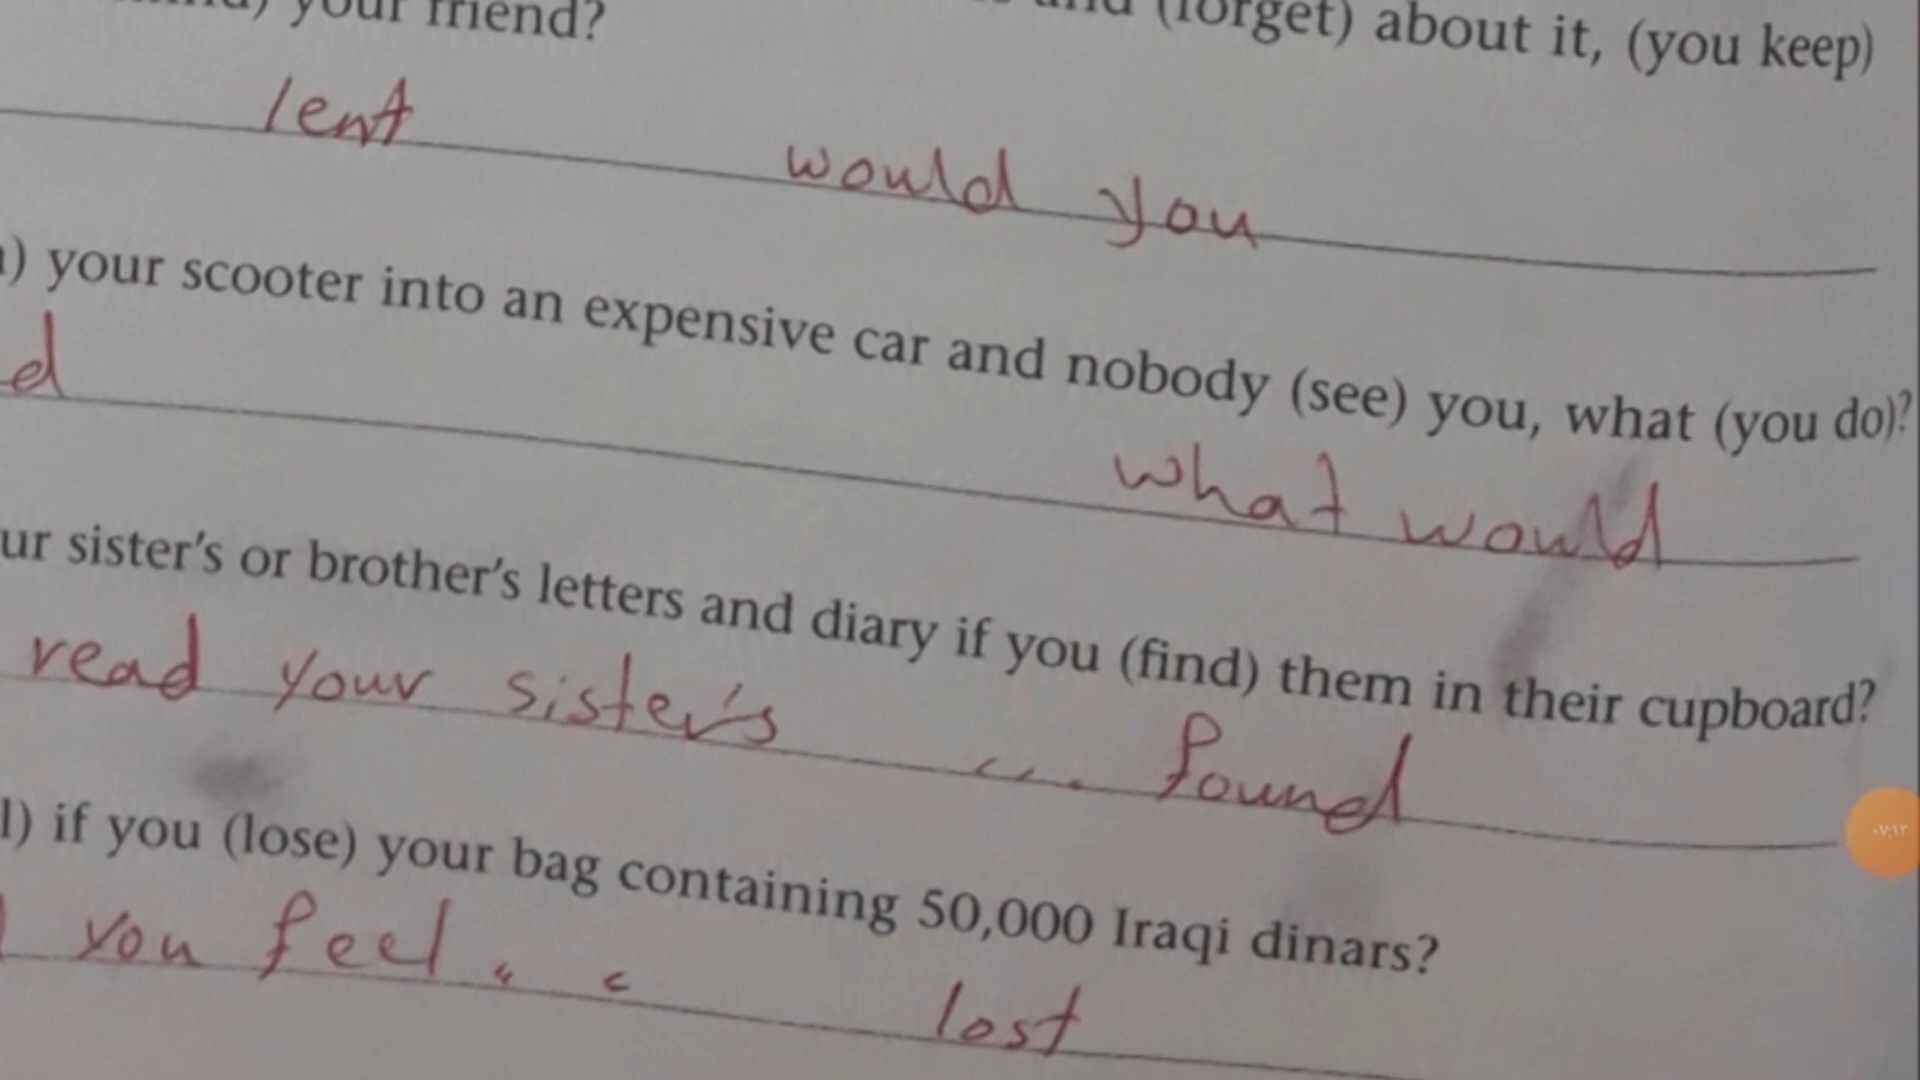 your friend?
(forget) about it, (you keep)
lent would you
your scooter into an expensive car and nobody (see) you, what (you do)?
d what would
ur sister's or brother's letters and diary if you (find) them in their cupboard?
read your sister's ... found
l) if you (lose) your bag containing 50,000 Iraqi dinars?
you feel lost
٠٧:١٣